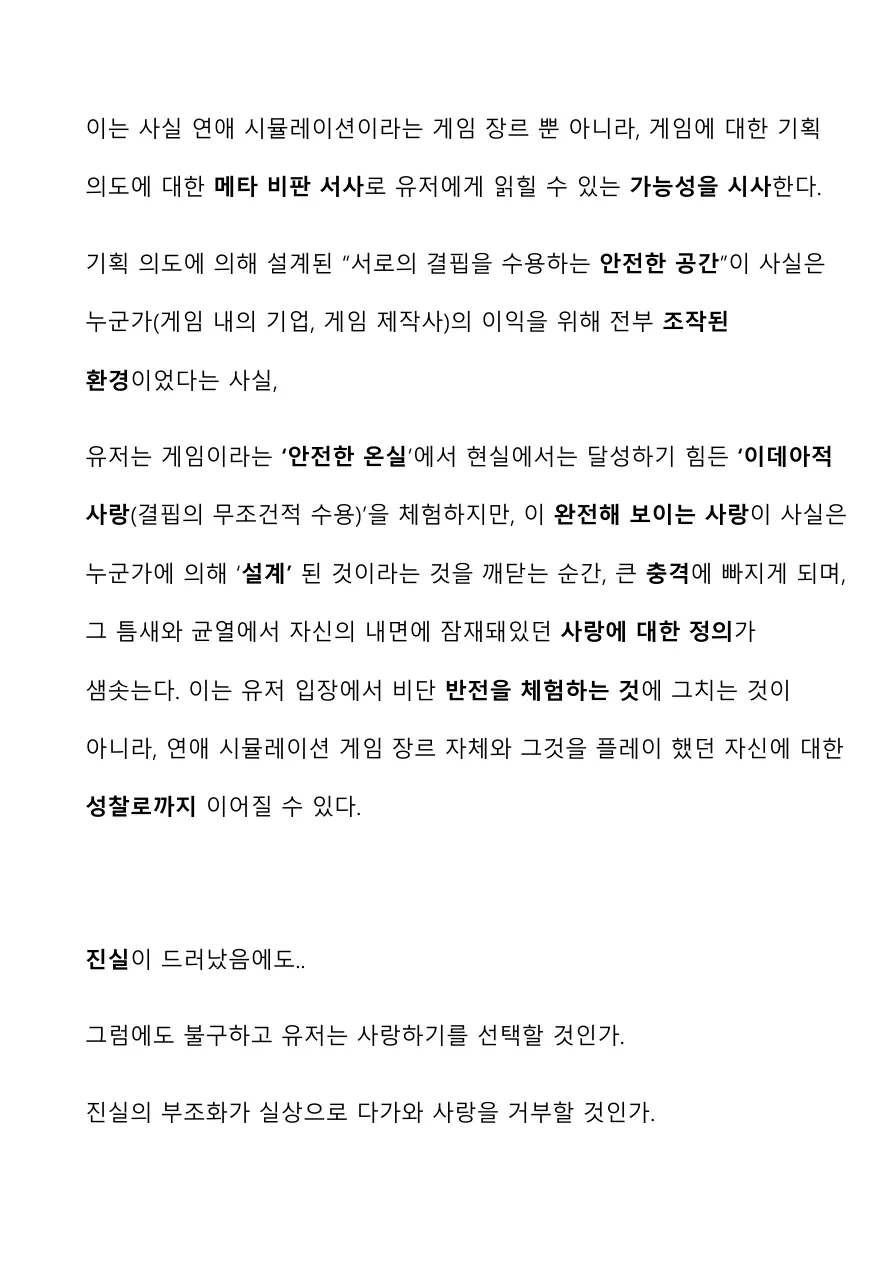 이는 사실 연애 시뮬레이션이라는 게임 장르 뿐 아니라, 게임에 대한 기획
의도에 대한 메타 비판 서사로 유저에게 읽힐 수 있는 가능성을 시사한다.
기획 의도에 의해 설계된 “서로의 결핍을 수용하는 안전한 공간”이 사실은
누군가(게임 내의 기업, 게임 제작사)의 이익을 위해 전부 조작된
환경이었다는 사실,
유저는 게임이라는 ‘안전한 온실’에서 현실에서는 달성하기 힘든 ‘이데아적
사랑(결핍의 무조건적 수용)’을 체험하지만, 이 완전해 보이는 사랑이 사실은
누군가에 의해 ‘설계’ 된 것이라는 것을 깨닫는 순간, 큰 충격에 빠지게 되며,
그 틈새와 균열에서 자신의 내면에 잠재돼있던 사랑에 대한 정의가
샘솟는다. 이는 유저 입장에서 비단 반전을 체험하는 것에 그치는 것이
아니라, 연애 시뮬레이션 게임 장르 자체와 그것을 플레이 했던 자신에 대한
성찰로까지 이어질 수 있다.
진실이 드러났음에도..
그럼에도 불구하고 유저는 사랑하기를 선택할 것인가.
진실의 부조화가 실상으로 다가와 사랑을 거부할 것인가.